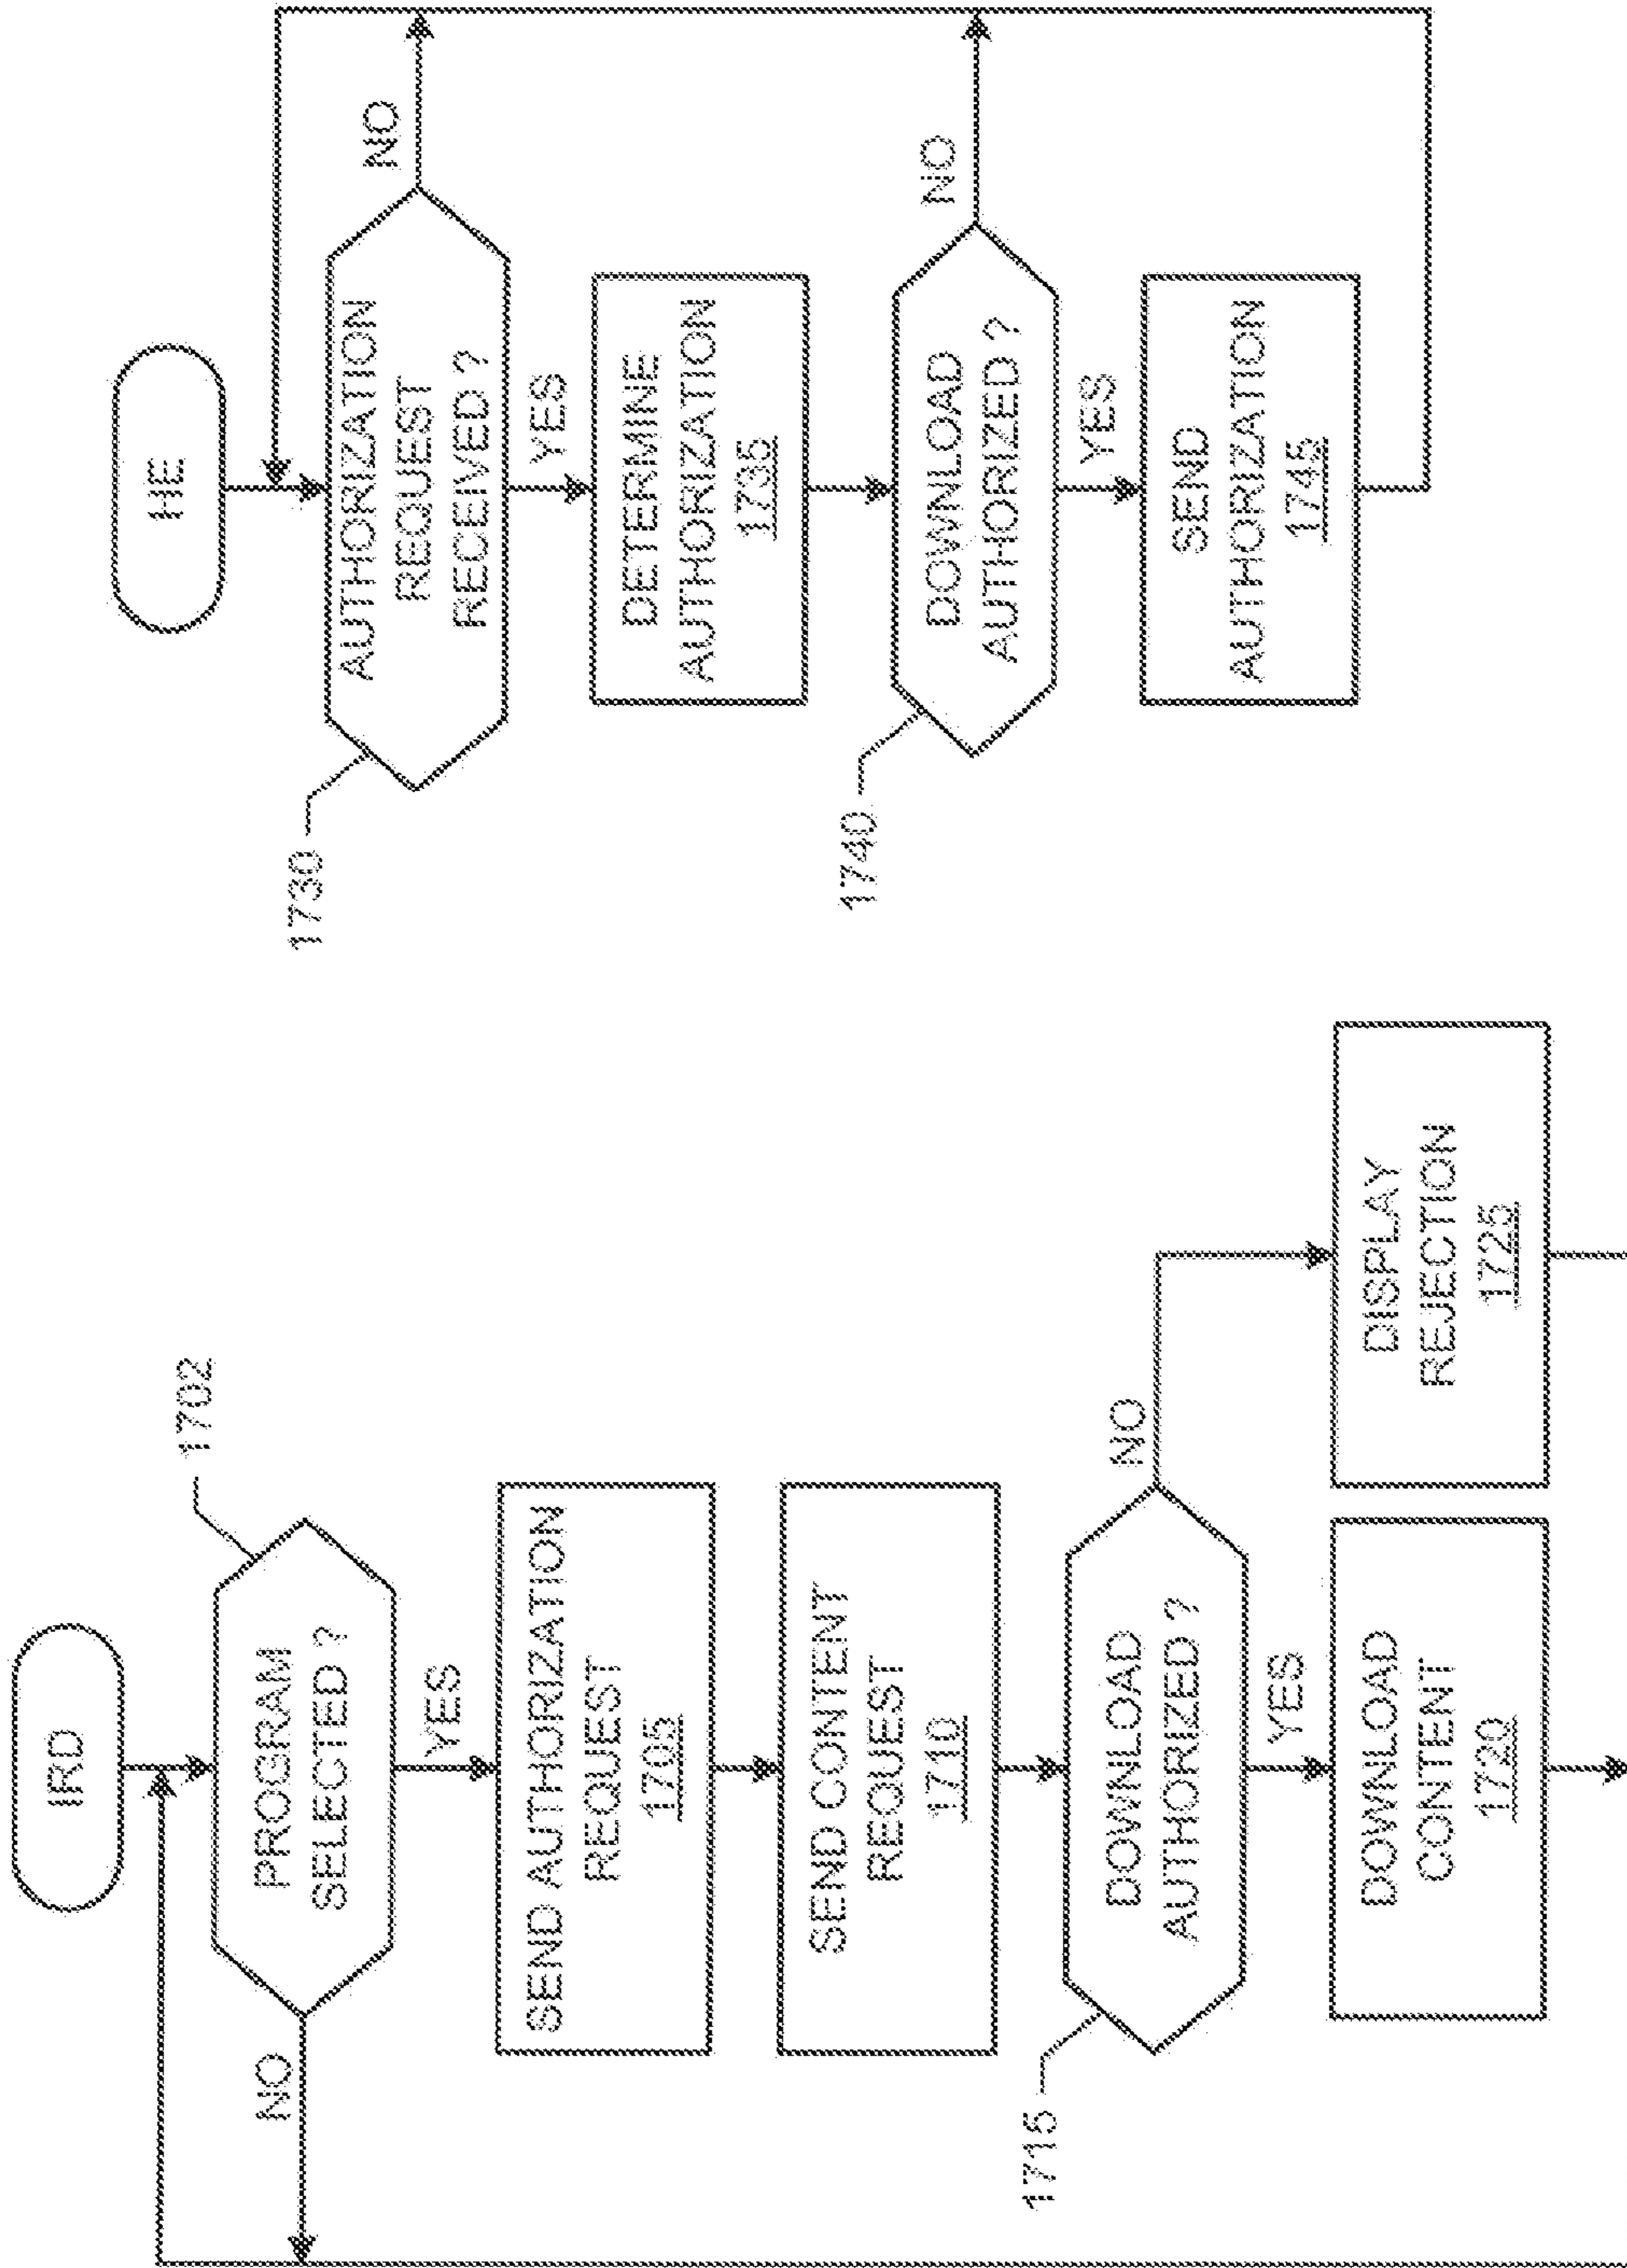 IRD
1702
PROGRAM
SELECTED ?
NO
YES
SEND AUTHORIZATION
REQUEST
1705
SEND CONTENT
REQUEST
1710
1715
DOWNLOAD
AUTHORIZED ?
NO
YES
DOWNLOAD
CONTENT
1720
DISPLAY
REJECTION
1725
HE
1730
AUTHORIZATION
REQUEST
RECEIVED ?
NO
YES
DETERMINE
AUTHORIZATION
1735
1740
DOWNLOAD
AUTHORIZED ?
NO
YES
SEND
AUTHORIZATION
1745